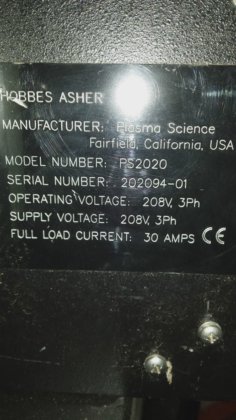 HOBBES ASHER
MANUFACTURER: Plasma Science
Fairfield, California, USA
MODEL NUMBER: PS2020
SERIAL NUMBER: 202094-01
OPERATING VOLTAGE: 208V, 3Ph
SUPPLY VOLTAGE: 208V, 3Ph
FULL LOAD CURRENT: 30 AMPS CE